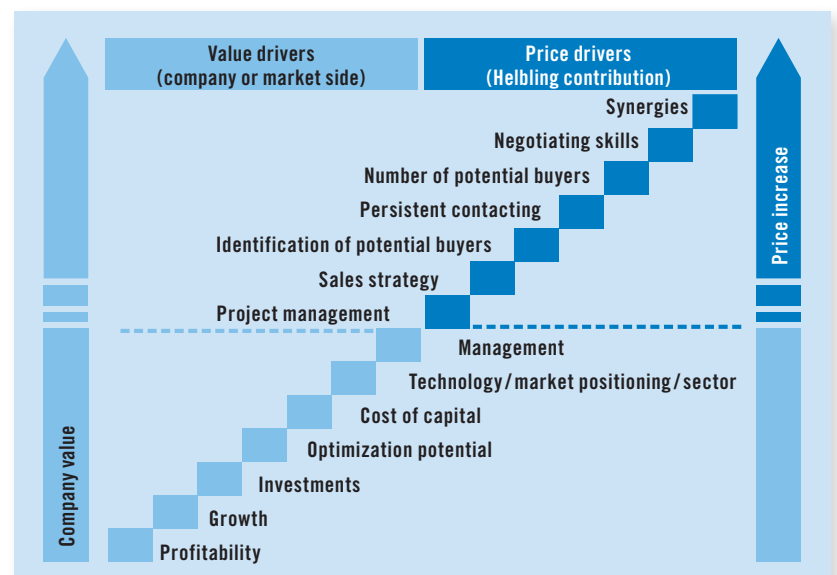 Value drivers
(company or market side)
Price drivers
(Helbling contribution)
Synergies
Negotiating skills
Number of potential buyers
Persistent contacting
Identification of potential buyers
Sales strategy
Project management
Management
Technology/market positioning/sector
Cost of capital
Optimization potential
Investments
Growth
Profitability
Company value
Price increase